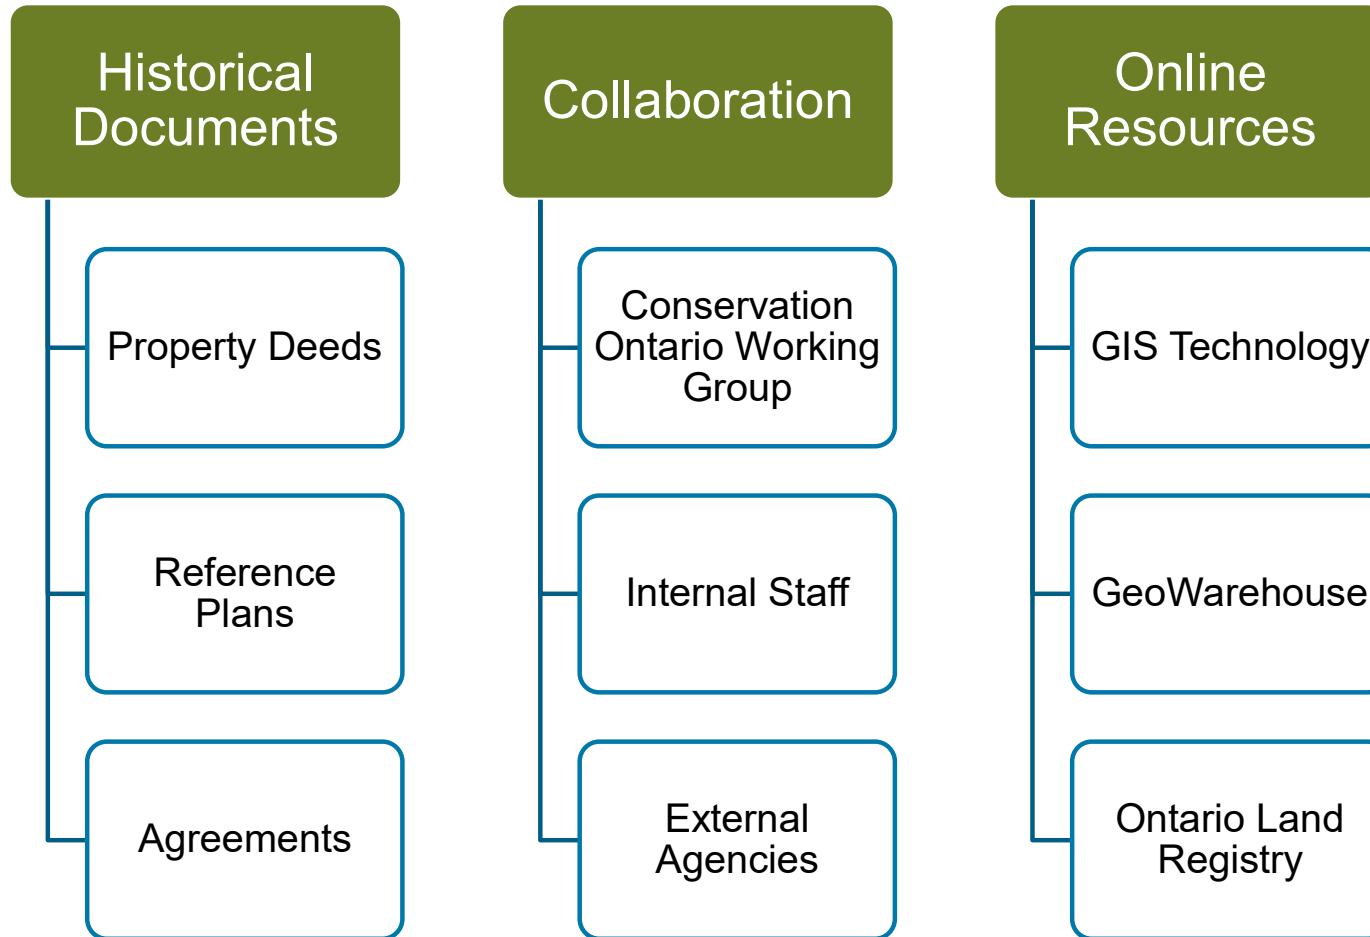 Historical
Documents
Property Deeds
Reference
Plans
Agreements
Collaboration
Conservation
Ontario Working
Group
Internal Staff
External
Agencies
Online
Resources
GIS Technology
GeoWarehouse
Ontario Land
Registry